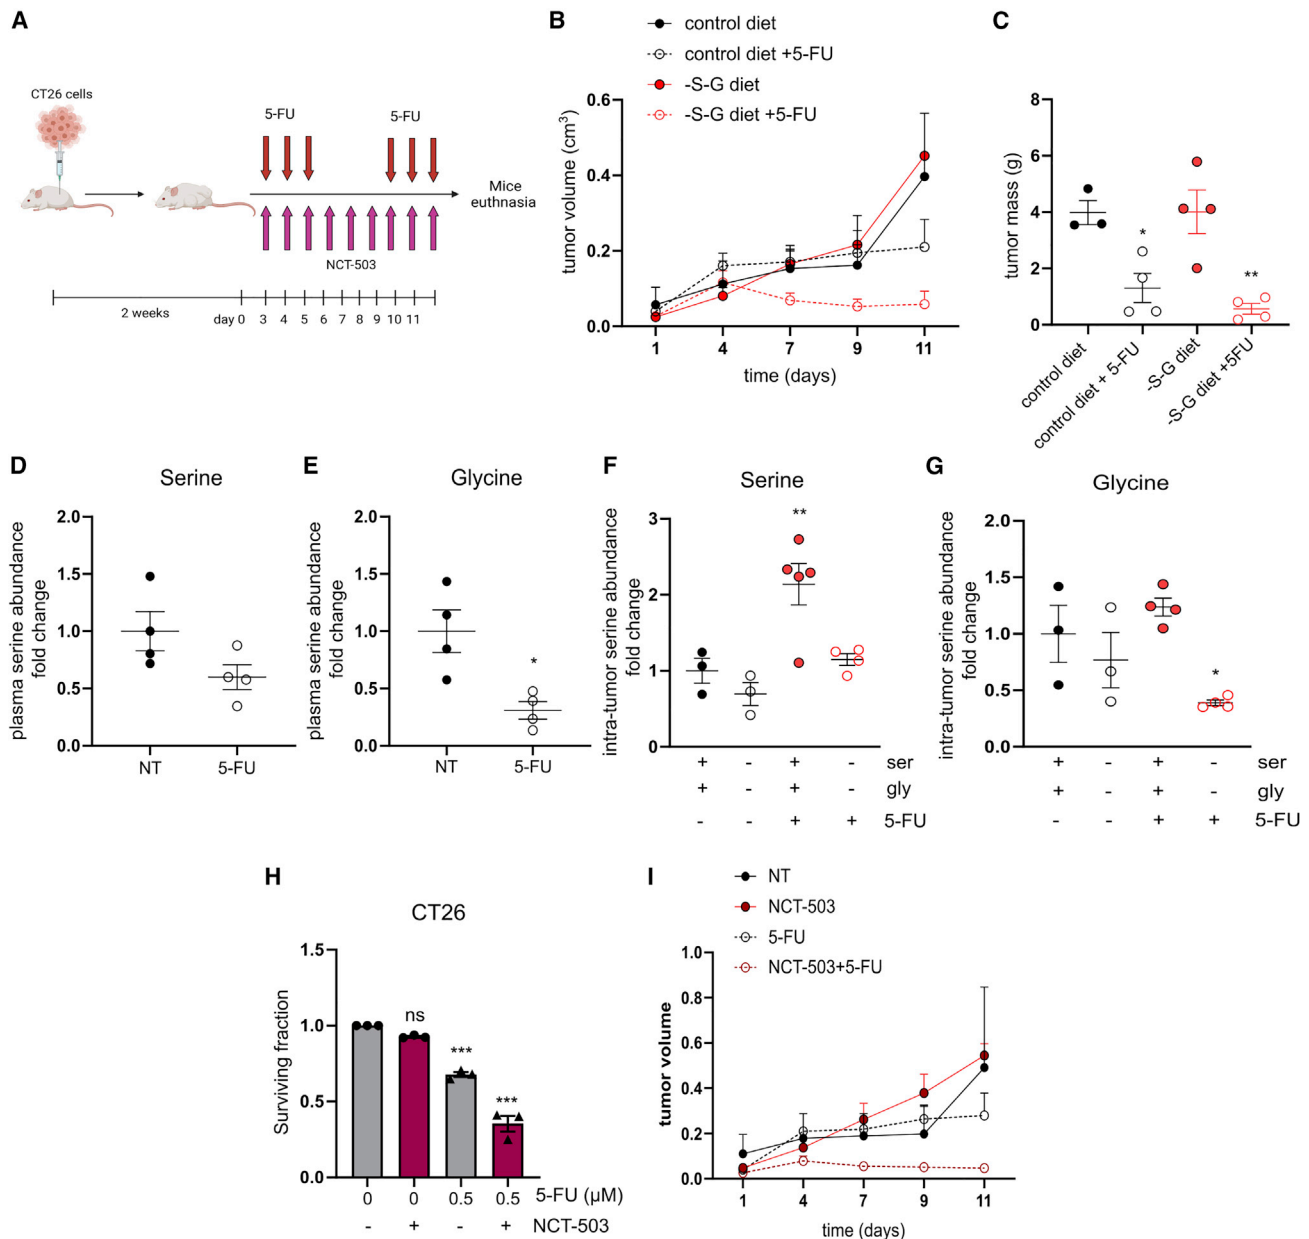 A
CT26 cells
5-FU
5-FU
Mice
euthnasia
NCT-503
2 weeks
day 0 3 4 5 6 7 8 9 10 11
B
control diet
control diet +5-FU
-S-G diet
-S-G diet +5-FU
tumor volume (cm3)
0.6
0.4
0.2
0.0
1 4 7 9 11
time (days)
C
tumor mass (g)
8
6
4
2
0
*
**
control diet
control diet + 5-FU
-S-G diet
-S-G diet +5FU
D
Serine
plasma serine abundance
fold change
2.0
1.5
1.0
0.5
0.0
NT 5-FU
E
Glycine
plasma serine abundance
fold change
2.0
1.5
1.0
0.5
0.0
*
NT 5-FU
F
Serine
intra-tumor serine abundance
fold change
3
2
1
0
**
+ - + - ser
+ - + - gly
- - + + 5-FU
G
Glycine
intra-tumor serine abundance
fold change
2.0
1.5
1.0
0.5
0.0
*
+ - + - ser
+ - + - gly
- - + + 5-FU
H
CT26
Surviving fraction
1.5
1.0
0.5
0.0
ns
***
***
0 0 0.5 0.5 5-FU (µM)
- + - + NCT-503
I
NT
NCT-503
5-FU
NCT-503+5-FU
tumor volume
1.0
0.8
0.6
0.4
0.2
0.0
1 4 7 9 11
time (days)